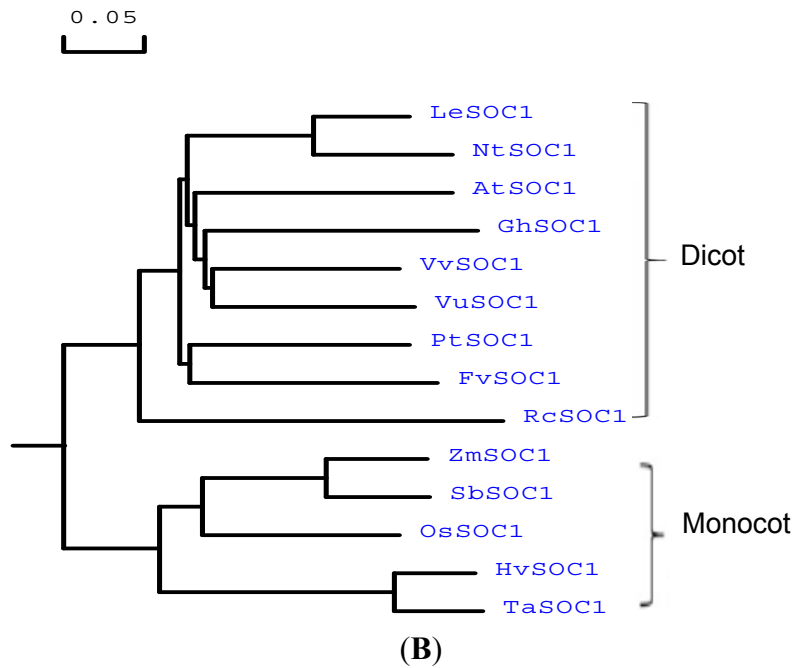 0.05
LeSOC1
NtSOC1
AtSOC1
GhSOC1
Dicot
VvSOC1
VuSOC1
PtSOC1
FvSOC1
RcSOC1
ZmSOC1
SbSOC1
Monocot
OsSOC1
HvSOC1
TaSOC1
(B)